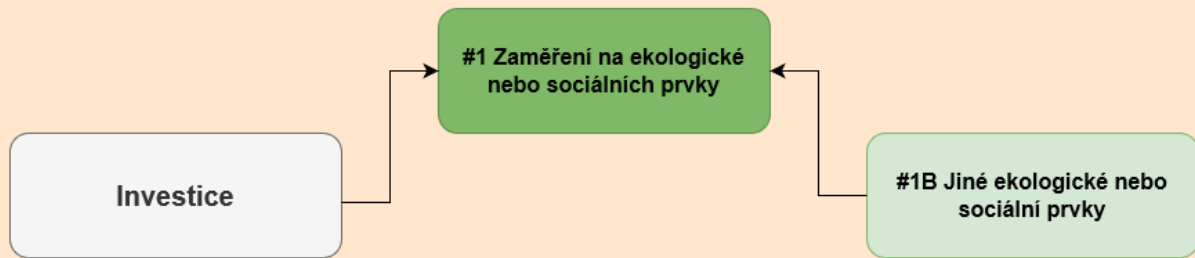 #1 Zaměření na ekologické
nebo sociálních prvky
Investice
#1B Jiné ekologické nebo
sociální prvky